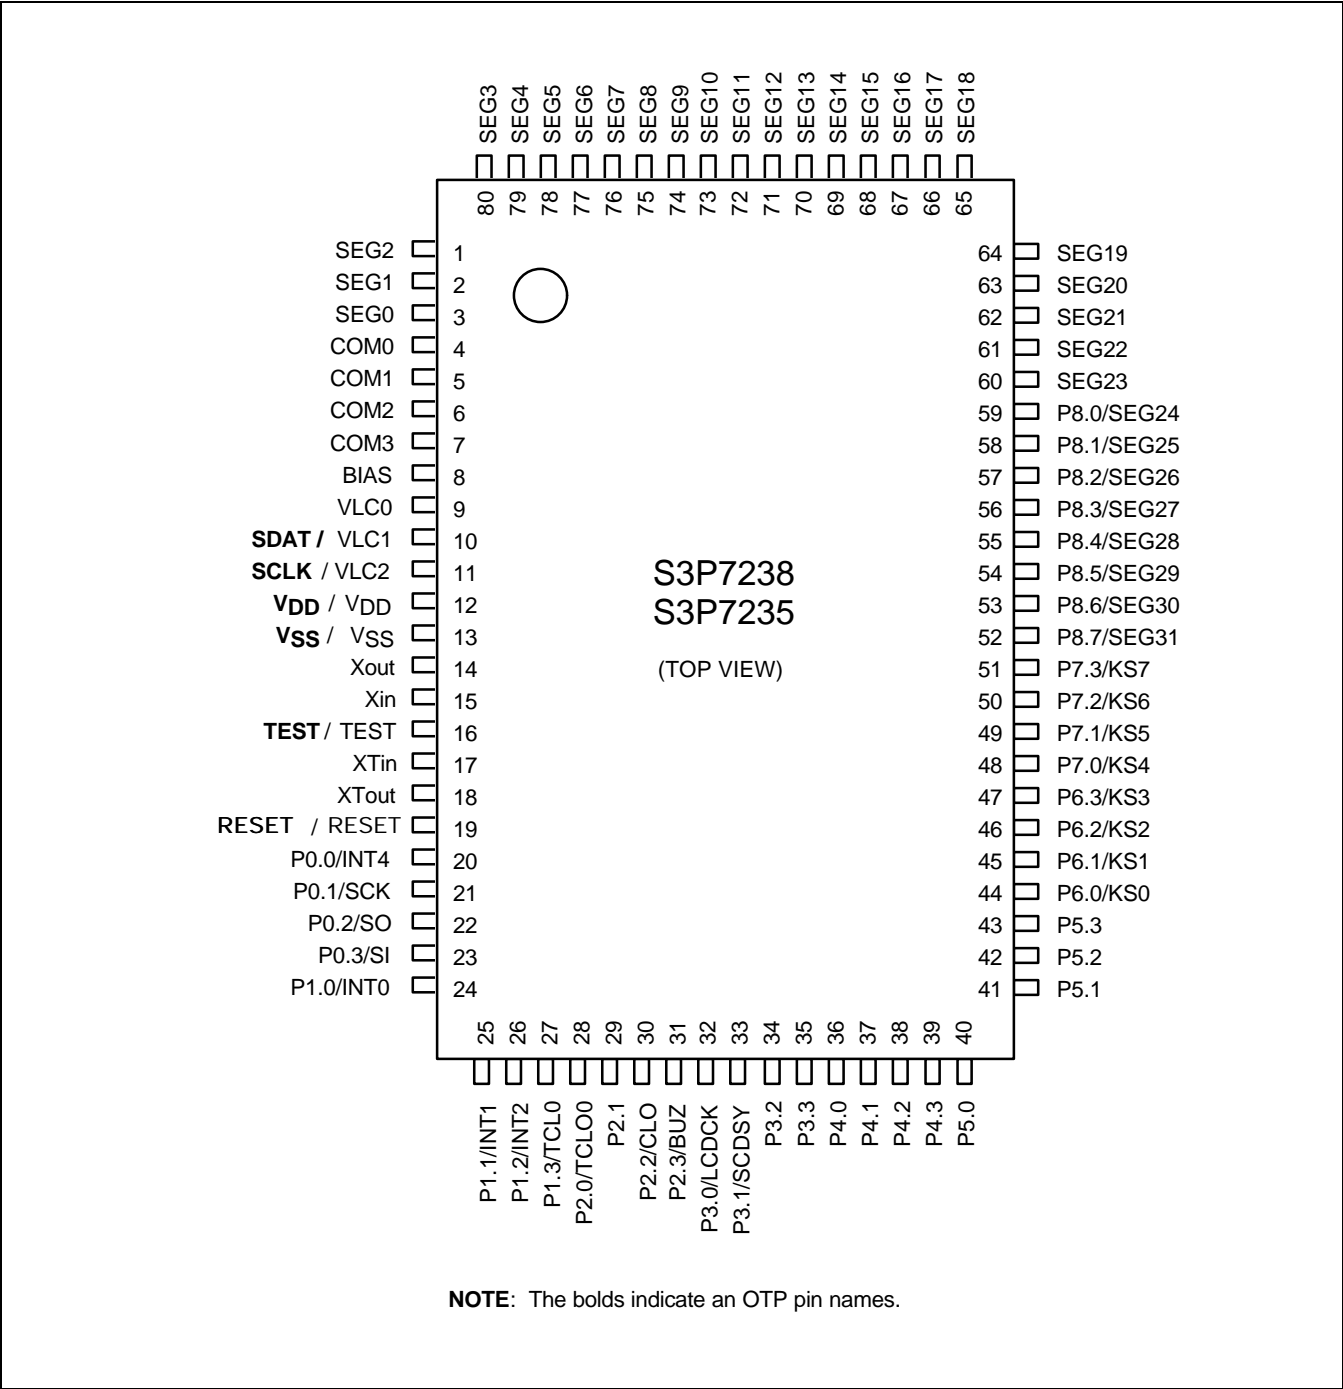 SEG3
SEG4
SEG5
SEG6
SEG7
SEG8
SEG9
SEG10
SEG11
SEG12
SEG13
SEG14
SEG15
SEG16
SEG17
SEG18
80
79
78
77
76
75
74
73
72
71
70
69
68
67
66
65
SEG2 1
SEG1 2
SEG0 3
COM0 4
COM1 5
COM2 6
COM3 7
BIAS 8
VLC0 9
SDAT / VLC1 10
SCLK / VLC2 11
VDD / VDD 12
VSS / VSS 13
Xout 14
Xin 15
TEST / TEST 16
XTin 17
XTout 18
RESET / RESET 19
P0.0/INT4 20
P0.1/SCK 21
P0.2/SO 22
P0.3/SI 23
P1.0/INT0 24
S3P7238
S3P7235
(TOP VIEW)
64 SEG19
63 SEG20
62 SEG21
61 SEG22
60 SEG23
59 P8.0/SEG24
58 P8.1/SEG25
57 P8.2/SEG26
56 P8.3/SEG27
55 P8.4/SEG28
54 P8.5/SEG29
53 P8.6/SEG30
52 P8.7/SEG31
51 P7.3/KS7
50 P7.2/KS6
49 P7.1/KS5
48 P7.0/KS4
47 P6.3/KS3
46 P6.2/KS2
45 P6.1/KS1
44 P6.0/KS0
43 P5.3
42 P5.2
41 P5.1
25
26
27
28
29
30
31
32
33
34
35
36
37
38
39
40
P1.1/INT1
P1.2/INT2
P1.3/TCL0
P2.0/TCLO0
P2.1
P2.2/CLO
P2.3/BUZ
P3.0/LCDCK
P3.1/SCDSY
P3.2
P3.3
P4.0
P4.1
P4.2
P4.3
P5.0
NOTE: The bolds indicate an OTP pin names.